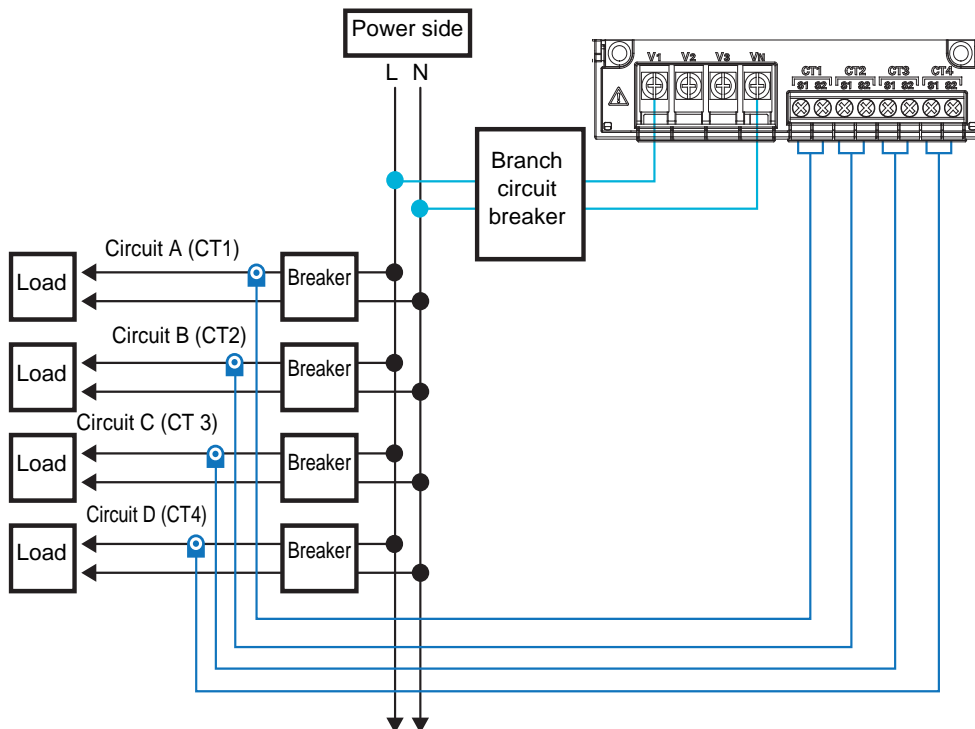 Power side
L N
V1 V2 V3 VN
CT1 CT2 CT3 CT4
S1 S2 S1 S2 S1 S2 S1 S2
Branch
circuit
breaker
Circuit A (CT1)
Load
Breaker
Circuit B (CT2)
Load
Breaker
Circuit C (CT 3)
Load
Breaker
Circuit D (CT4)
Load
Breaker